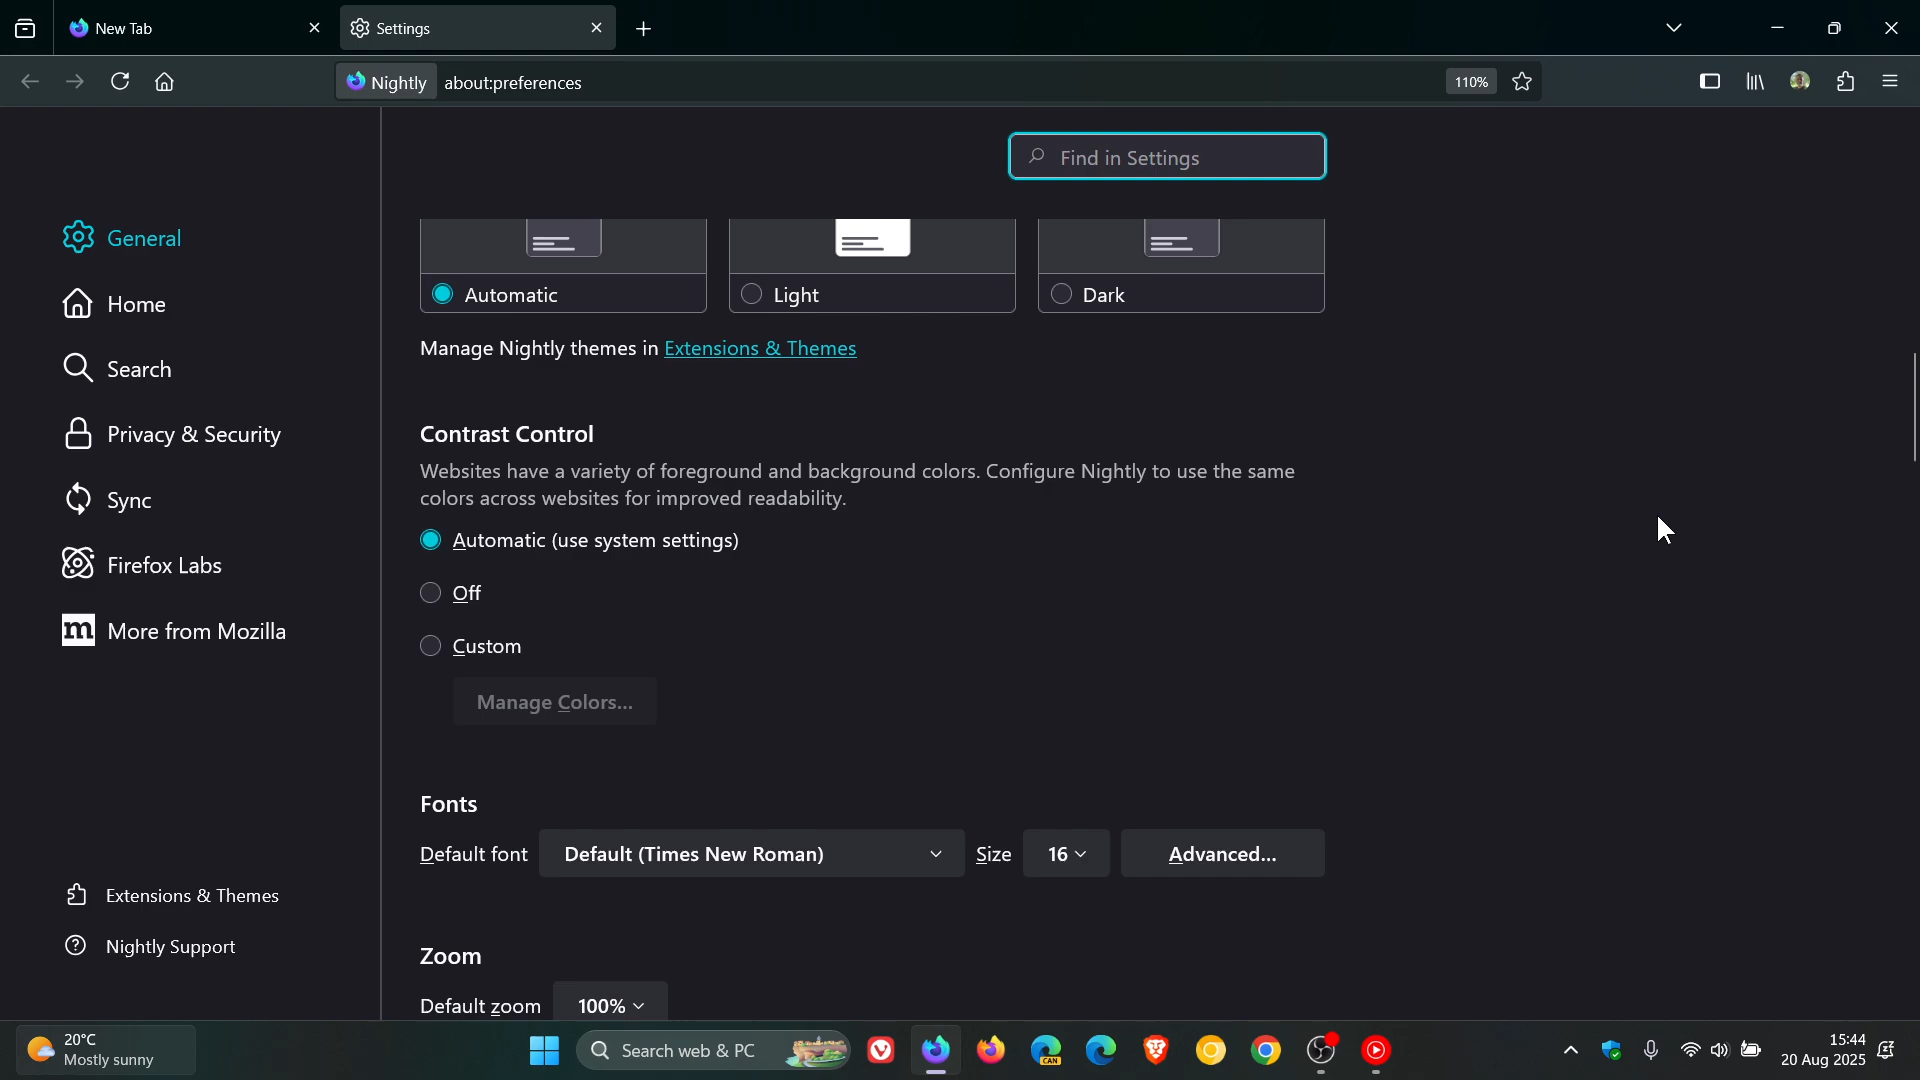 New Tab
Settings
Nightly
about:preferences
110%
Find in Settings
General
Home
Search
Privacy & Security
Sync
Firefox Labs
More from Mozilla
Extensions & Themes
Nightly Support
Automatic
Light
Dark
Manage Nightly themes in Extensions & Themes
Contrast Control
Websites have a variety of foreground and background colors. Configure Nightly to use the same
colors across websites for improved readability.
Automatic (use system settings)
Off
Custom
Manage Colors...
Fonts
Default font Default (Times New Roman) Size 16 Advanced...
Zoom
Default zoom 100%
20°C
Mostly sunny
Search web & PC
CAN
15:44
20 Aug 2025